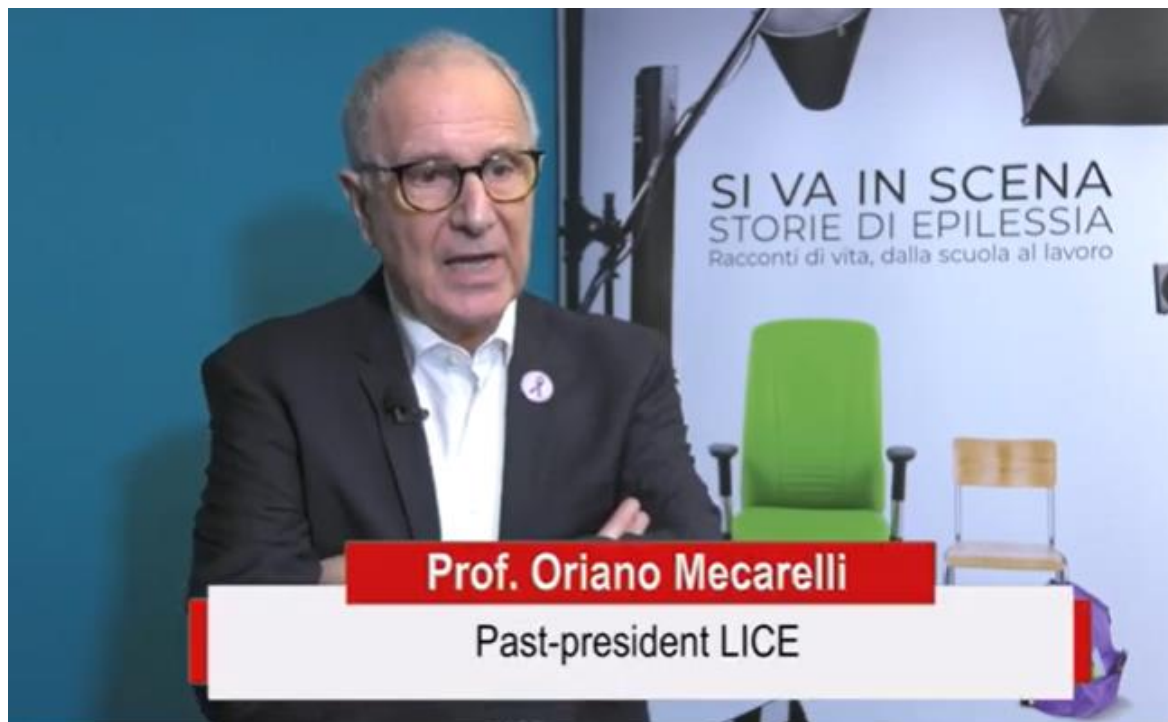 SI VA IN SCENA
STORIE DI EPILESSIA
Racconti di vita, dalla scuola al lavoro
Prof. Oriano Mecarelli
Past-president LICE